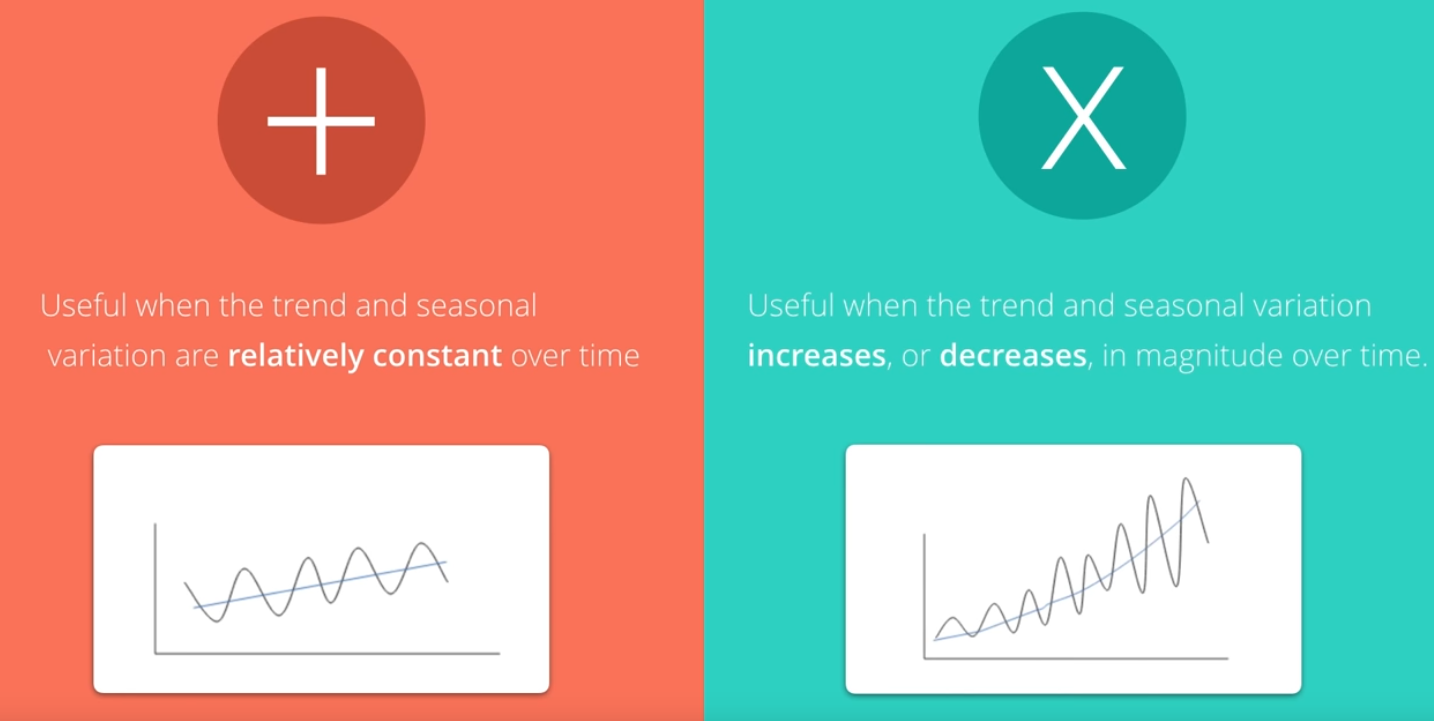 +
Useful when the trend and seasonal
variation are relatively constant over time
X
Useful when the trend and seasonal variation
increases, or decreases, in magnitude over time.